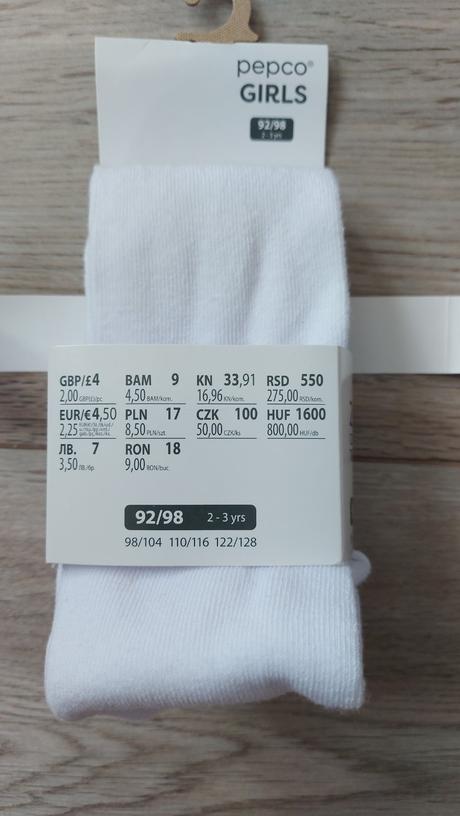 pepco®
GIRLS
92/98
2 - 3 yrs
GBP/£4 BAM 9 KN 33,91 RSD 550
2,00 GBP(£)/pc. 4,50 BAM/kom. 16,96 KN/kom. 275,00 RSD/kom.
EUR/€4,50 PLN 17 CZK 100 HUF 1600
2,25 8,50 PLN/szt. 50,00 CZK/ks 800,00 HUF/db
ЛВ. 7 RON 18
3,50 ЛВ./бр. 9,00 RON/buc.
92/98 2 - 3 yrs
98/104 110/116 122/128